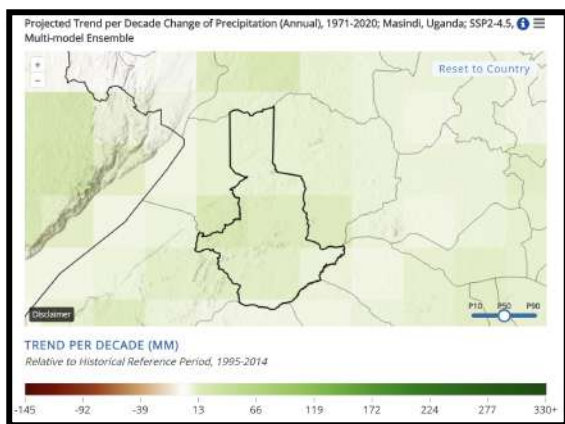 Projected Trend per Decade Change of Precipitation (Annual), 1971-2020; Masindi, Uganda; SSP2-4.5,
Multi-model Ensemble
+
Reset to Country
−
P10 P50 P90
Disclaimer
TREND PER DECADE (MM)
Relative to Historical Reference Period, 1995-2014
-145 -92 -39 13 66 119 172 224 277 330+